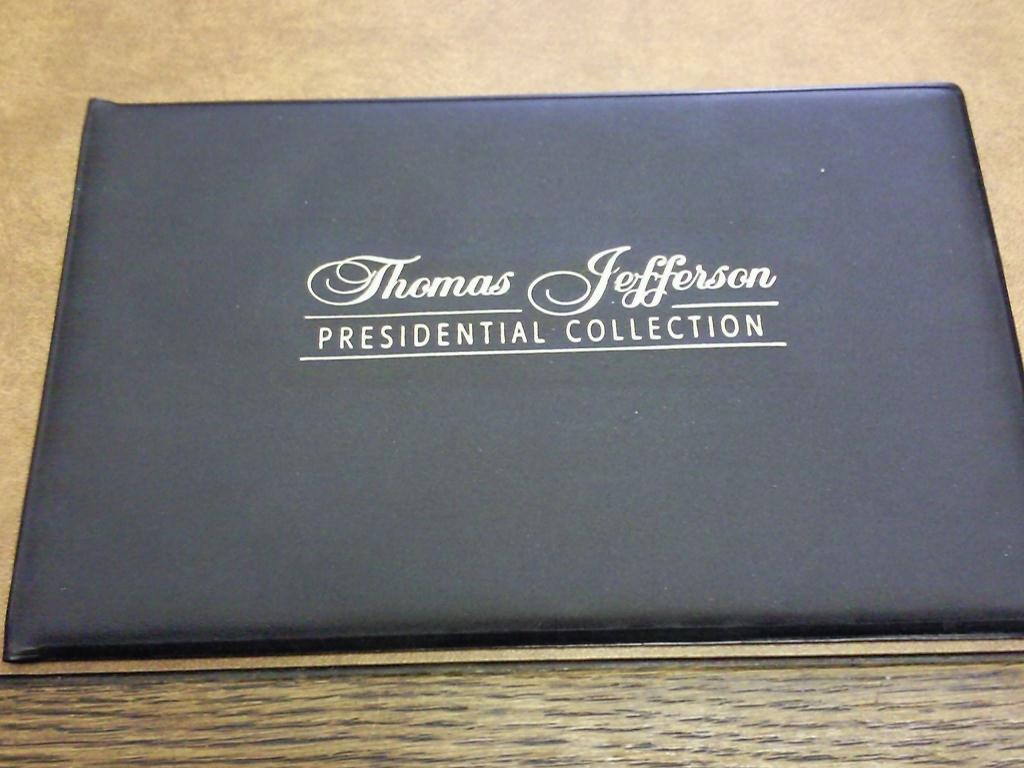 Thomas Jefferson
PRESIDENTIAL COLLECTION